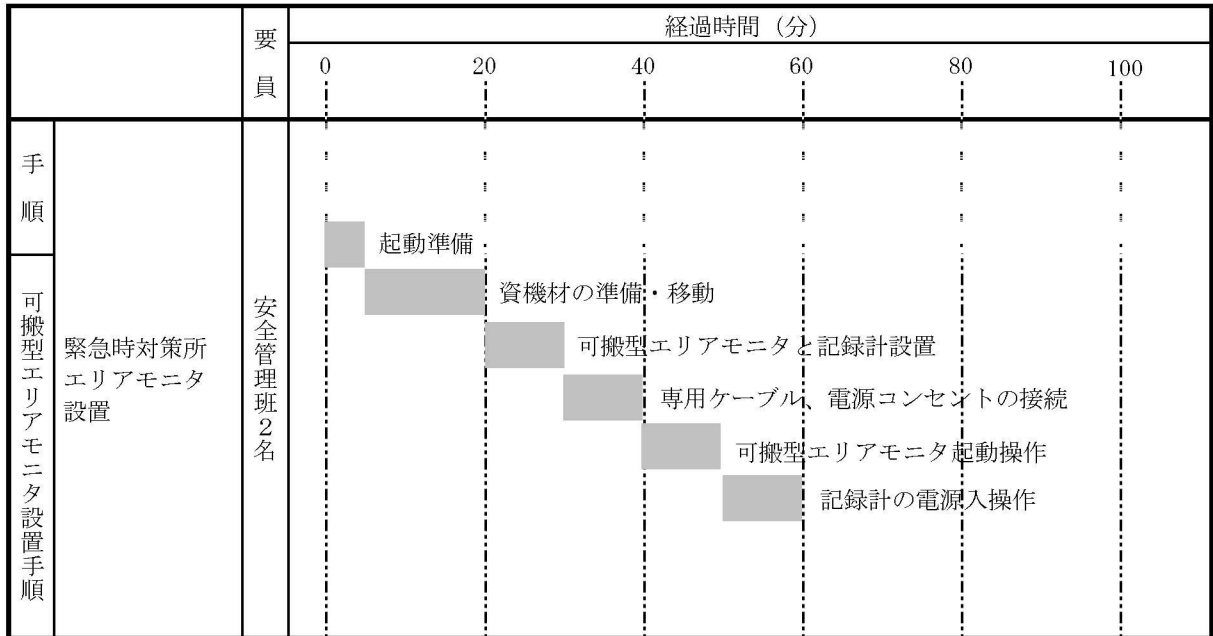 要員
経過時間（分）
0 20 40 60 80 100
手順
可搬型エリアモニタ設置手順
緊急時対策所
エリアモニタ
設置
安全管理班２名
起動準備
資機材の準備・移動
可搬型エリアモニタと記録計設置
専用ケーブル、電源コンセントの接続
可搬型エリアモニタ起動操作
記録計の電源入操作